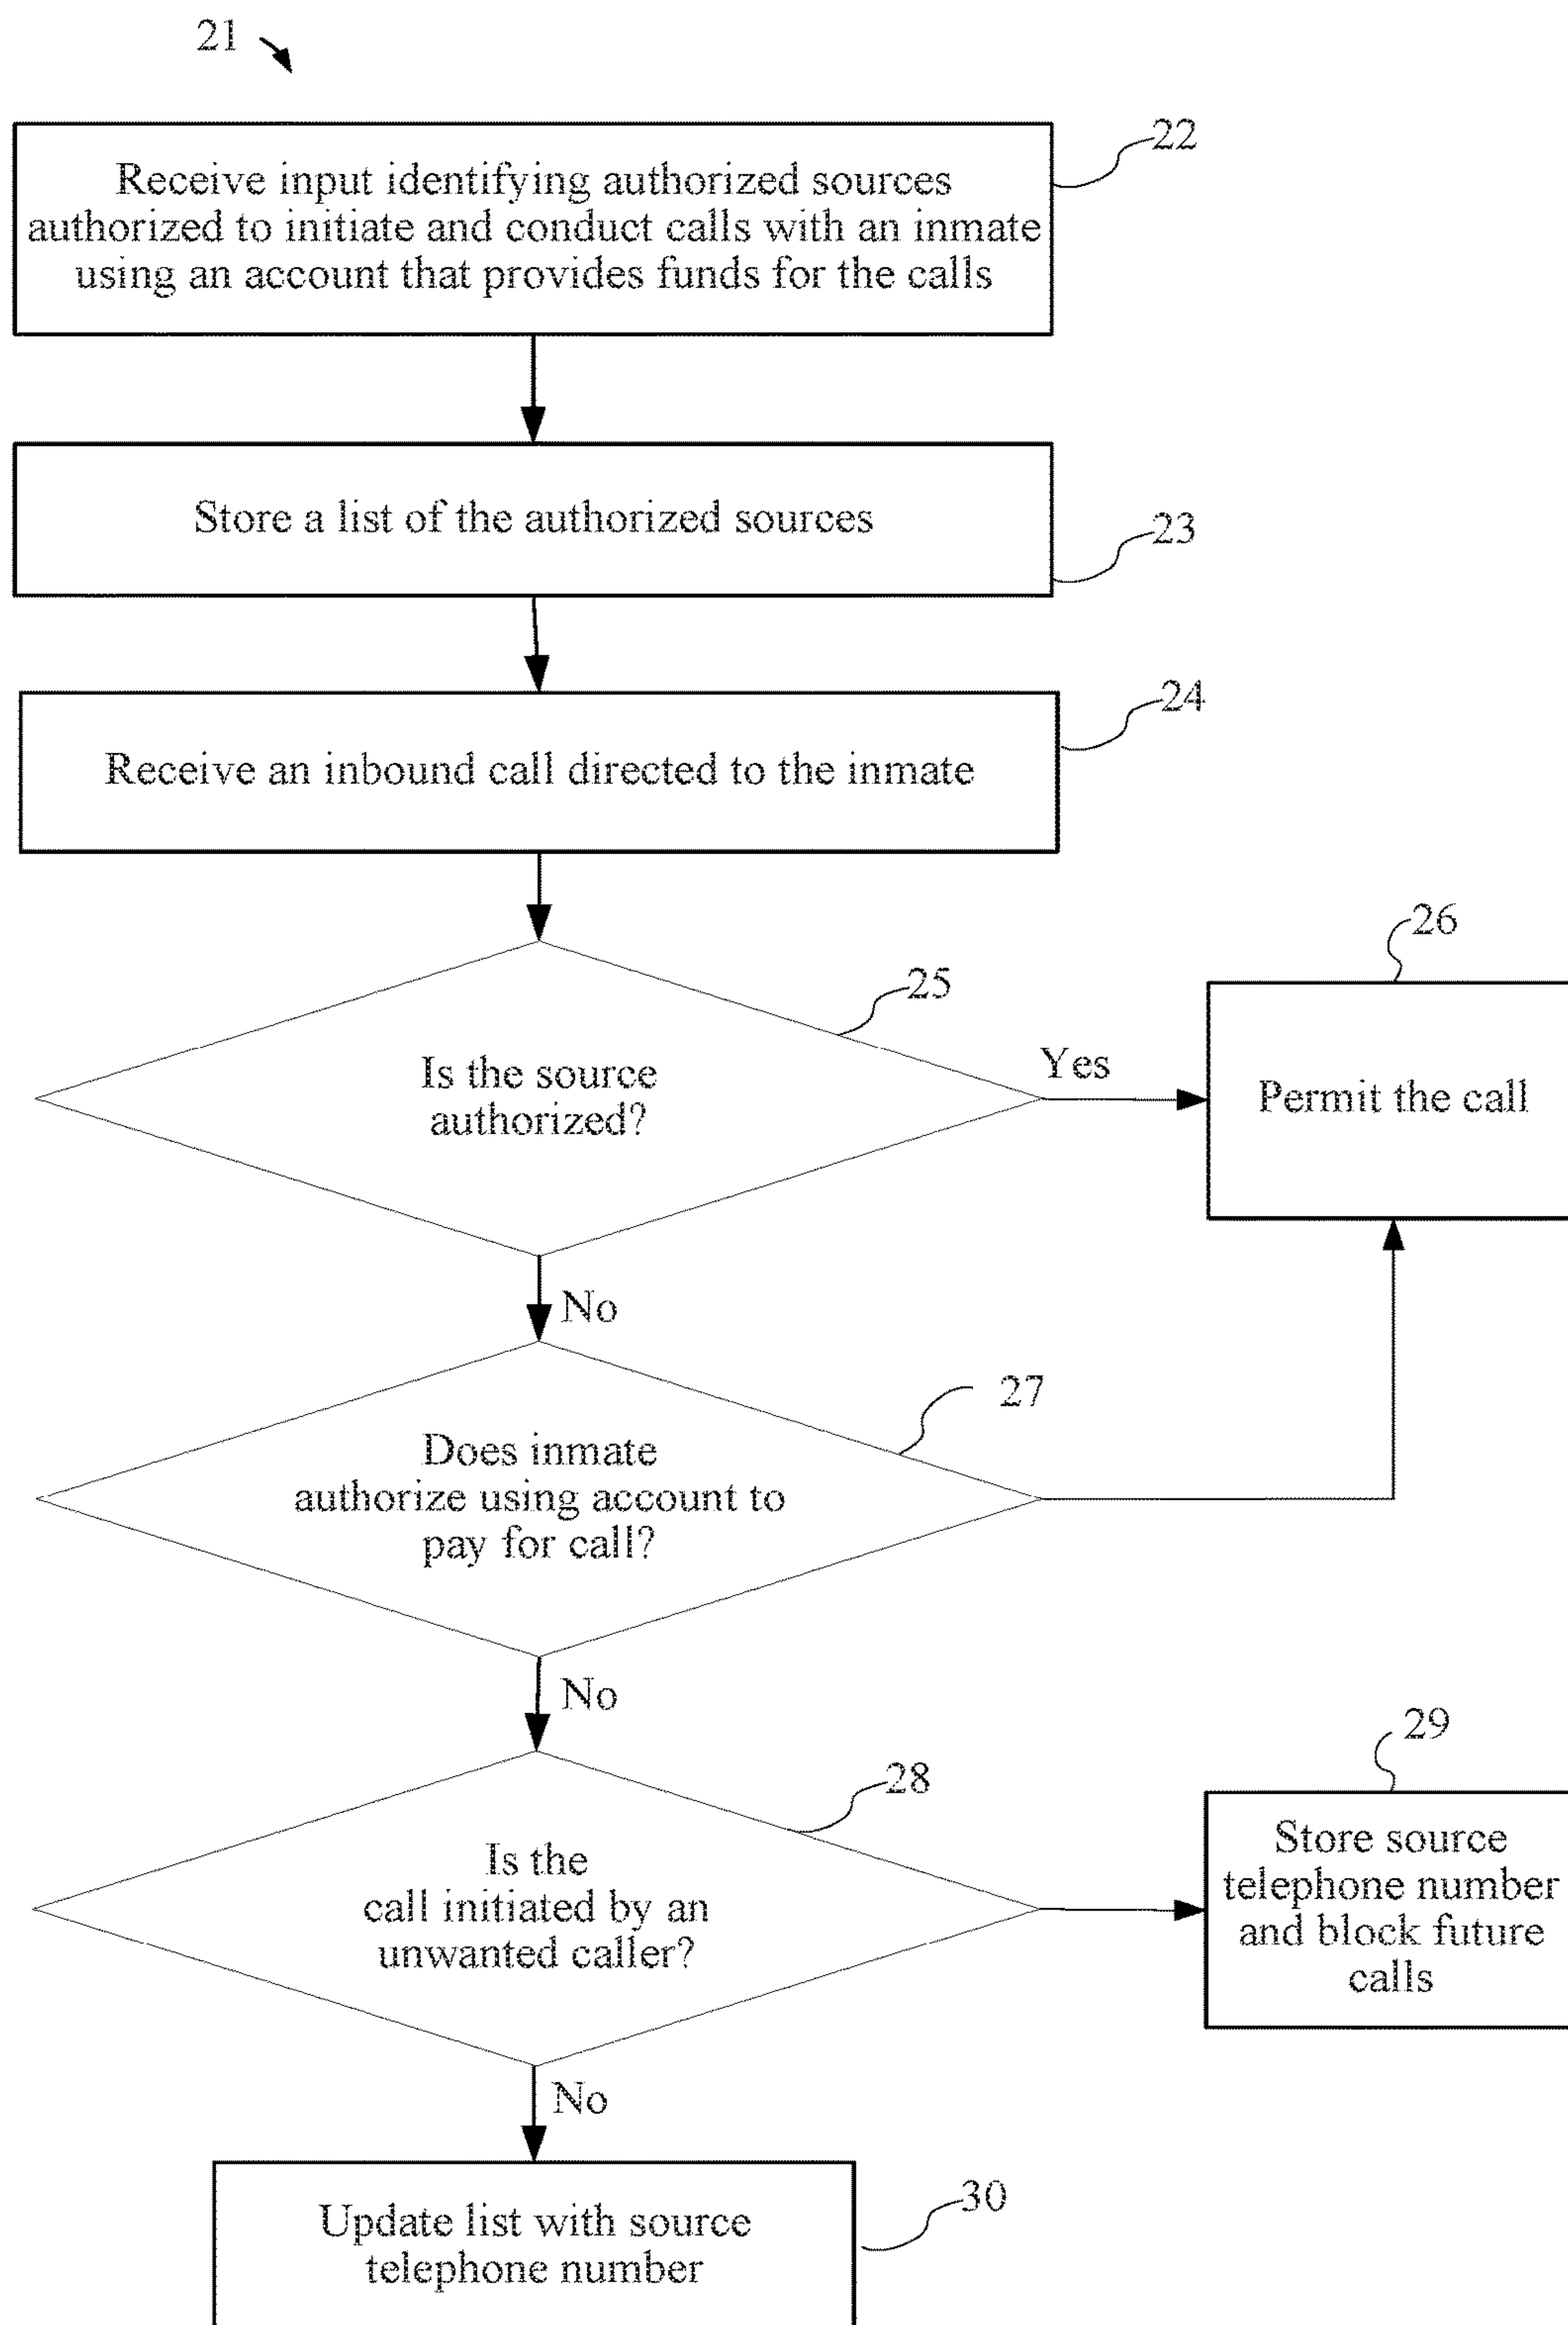 21
22
Receive input identifying authorized sources
authorized to initiate and conduct calls with an inmate
using an account that provides funds for the calls
Store a list of the authorized sources
23
24
Receive an inbound call directed to the inmate
26
25
Is the source
authorized?
Yes
Permit the call
No
27
Does inmate
authorize using account to
pay for call?
No
29
28
Is the
call initiated by an
unwanted caller?
Store source
telephone number
and block future
calls
No
30
Update list with source
telephone number